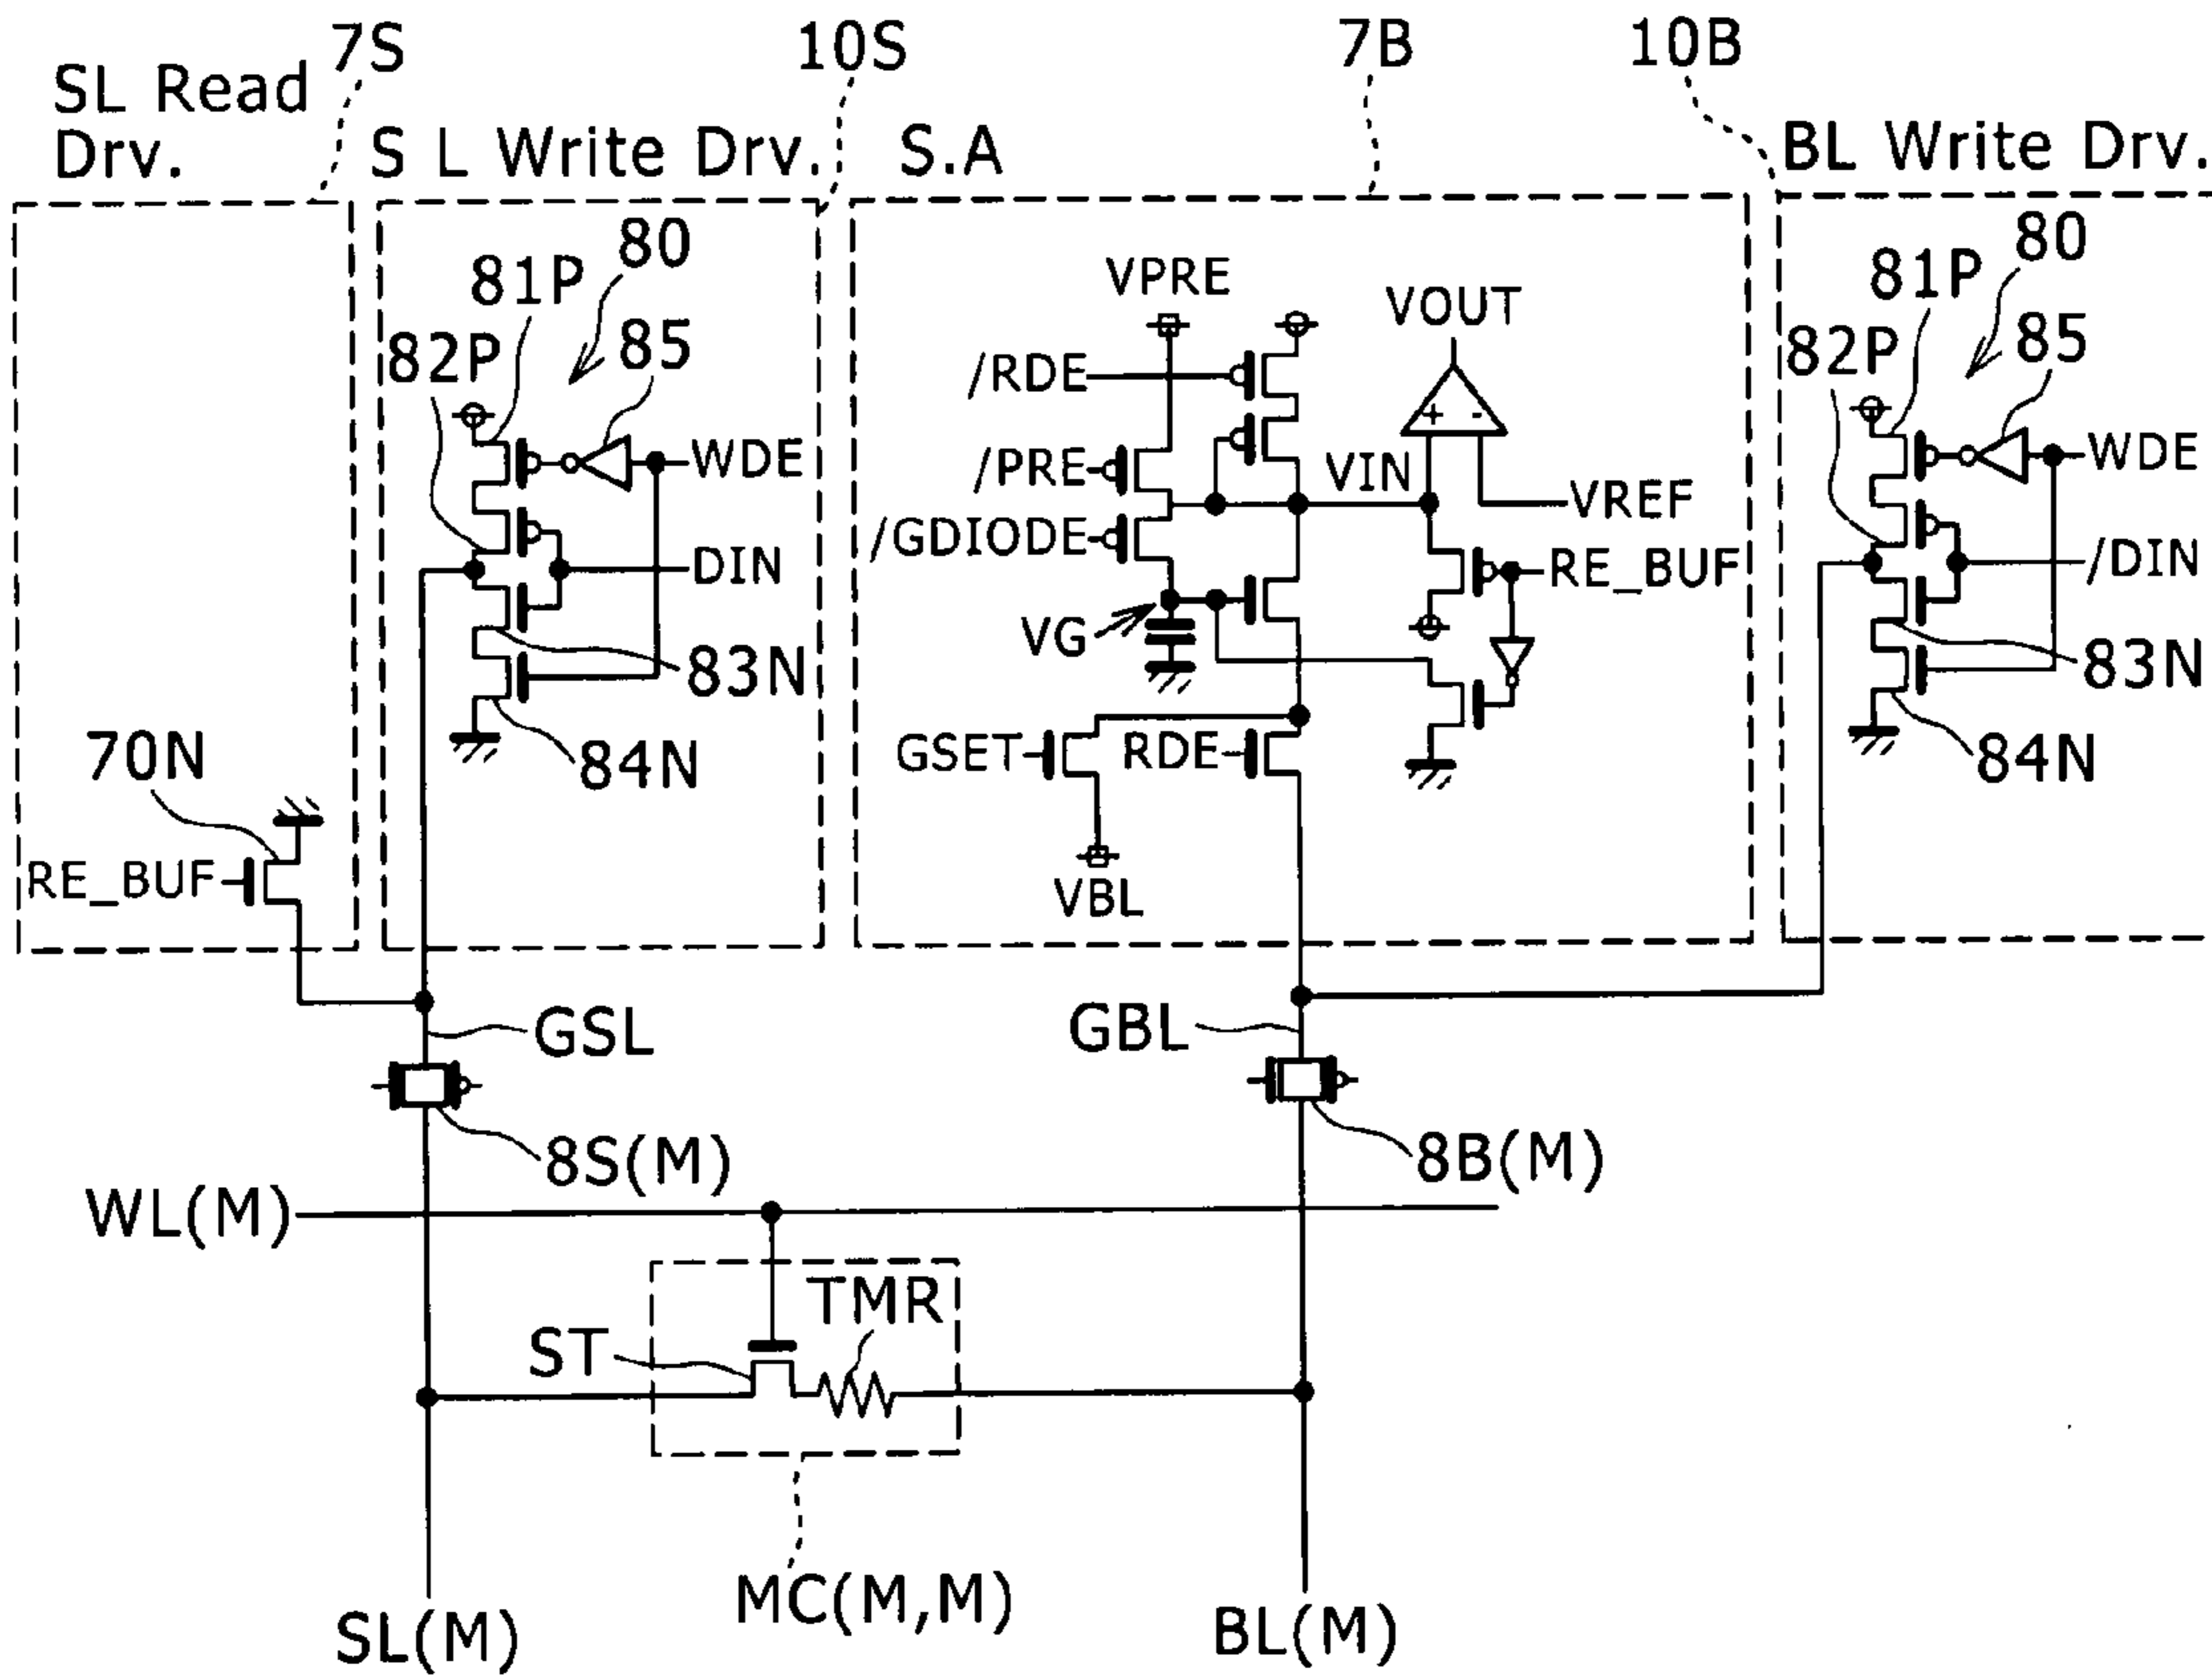 7S
10S
7B
10B
SL Read
Drv.
S L Write Drv.
S.A
BL Write Drv.
80
81P
82P
85
WDE
DIN
83N
84N
70N
RE_BUF
VPRE
VOUT
/RDE
/PRE
VIN
VREF
/GDIODE
RE_BUF
VG
GSET
RDE
VBL
+
-
80
81P
82P
85
WDE
/DIN
83N
84N
GSL
GBL
8S(M)
8B(M)
WL(M)
TMR
ST
MC(M,M)
SL(M)
BL(M)